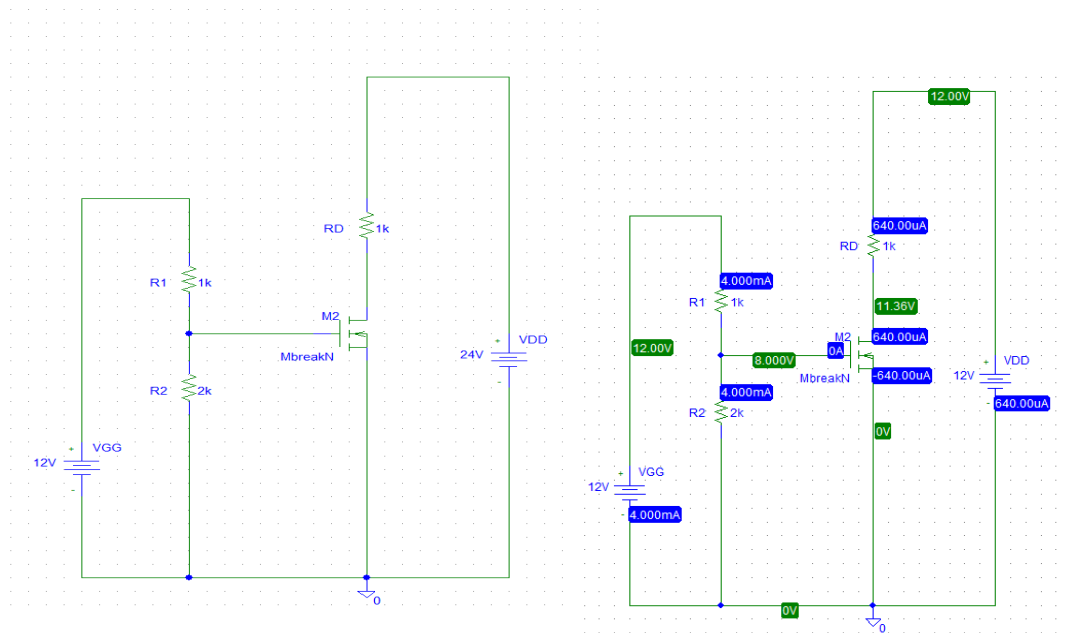 RD
1k
R1
1k
M2
VDD
24V
+
-
MbreakN
R2
2k
VGG
12V
+
-
0
12.00V
640.00uA
RD
1k
4.000mA
R1
1k
11.36V
M2
640.00uA
12.00V
0A
8.000V
MbreakN
-640.00uA
VDD
12V
+
-
640.00uA
4.000mA
R2
2k
0V
VGG
12V
+
-
4.000mA
0V
0